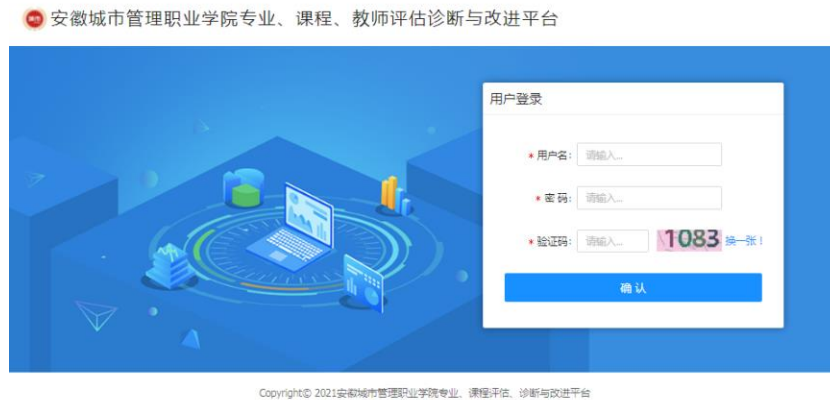 安徽城市管理职业学院专业、课程、教师评估诊断与改进平台
用户登录
* 用户名： 请输入...
* 密 码： 请输入...
* 验证码： 请输入... 1083 换一张！
确 认
Copyright© 2021安徽城市管理职业学院专业、课程评估、诊断与改进平台